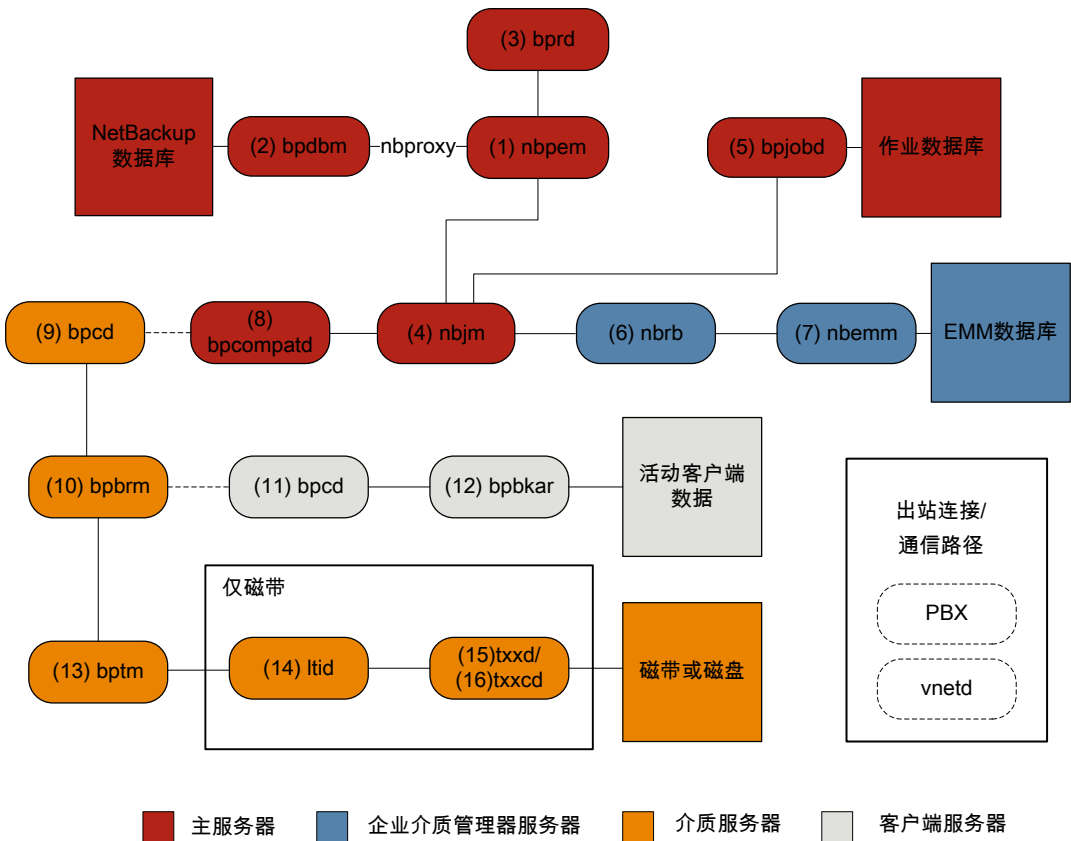 (3) bprd
NetBackup
数据库
(2) bpdbm
nbproxy
(1) nbpem
(5) bpjobd
作业数据库
(9) bpcd
(8)
bpcompatd
(4) nbjm
(6) nbrb
(7) nbemm
EMM数据库
(10) bpbrm
(11) bpcd
(12) bpbkar
活动客户端
数据
出站连接/
通信路径
PBX
vnetd
仅磁带
(13) bptm
(14) ltid
(15)txxd/
(16)txxcd
磁带或磁盘
主服务器
企业介质管理器服务器
介质服务器
客户端服务器